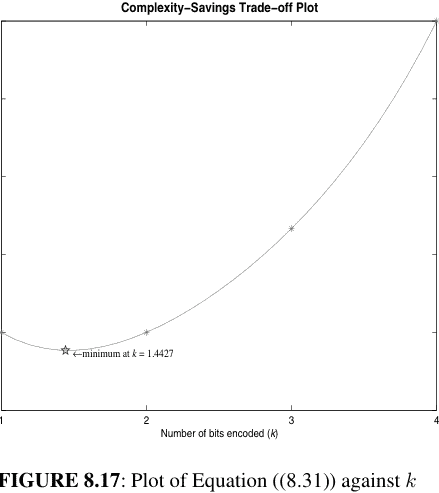 Complexity−Savings Trade−off Plot
←minimum at k = 1.4427
1 2 3 4
Number of bits encoded (k)
FIGURE 8.17: Plot of Equation ((8.31)) against k